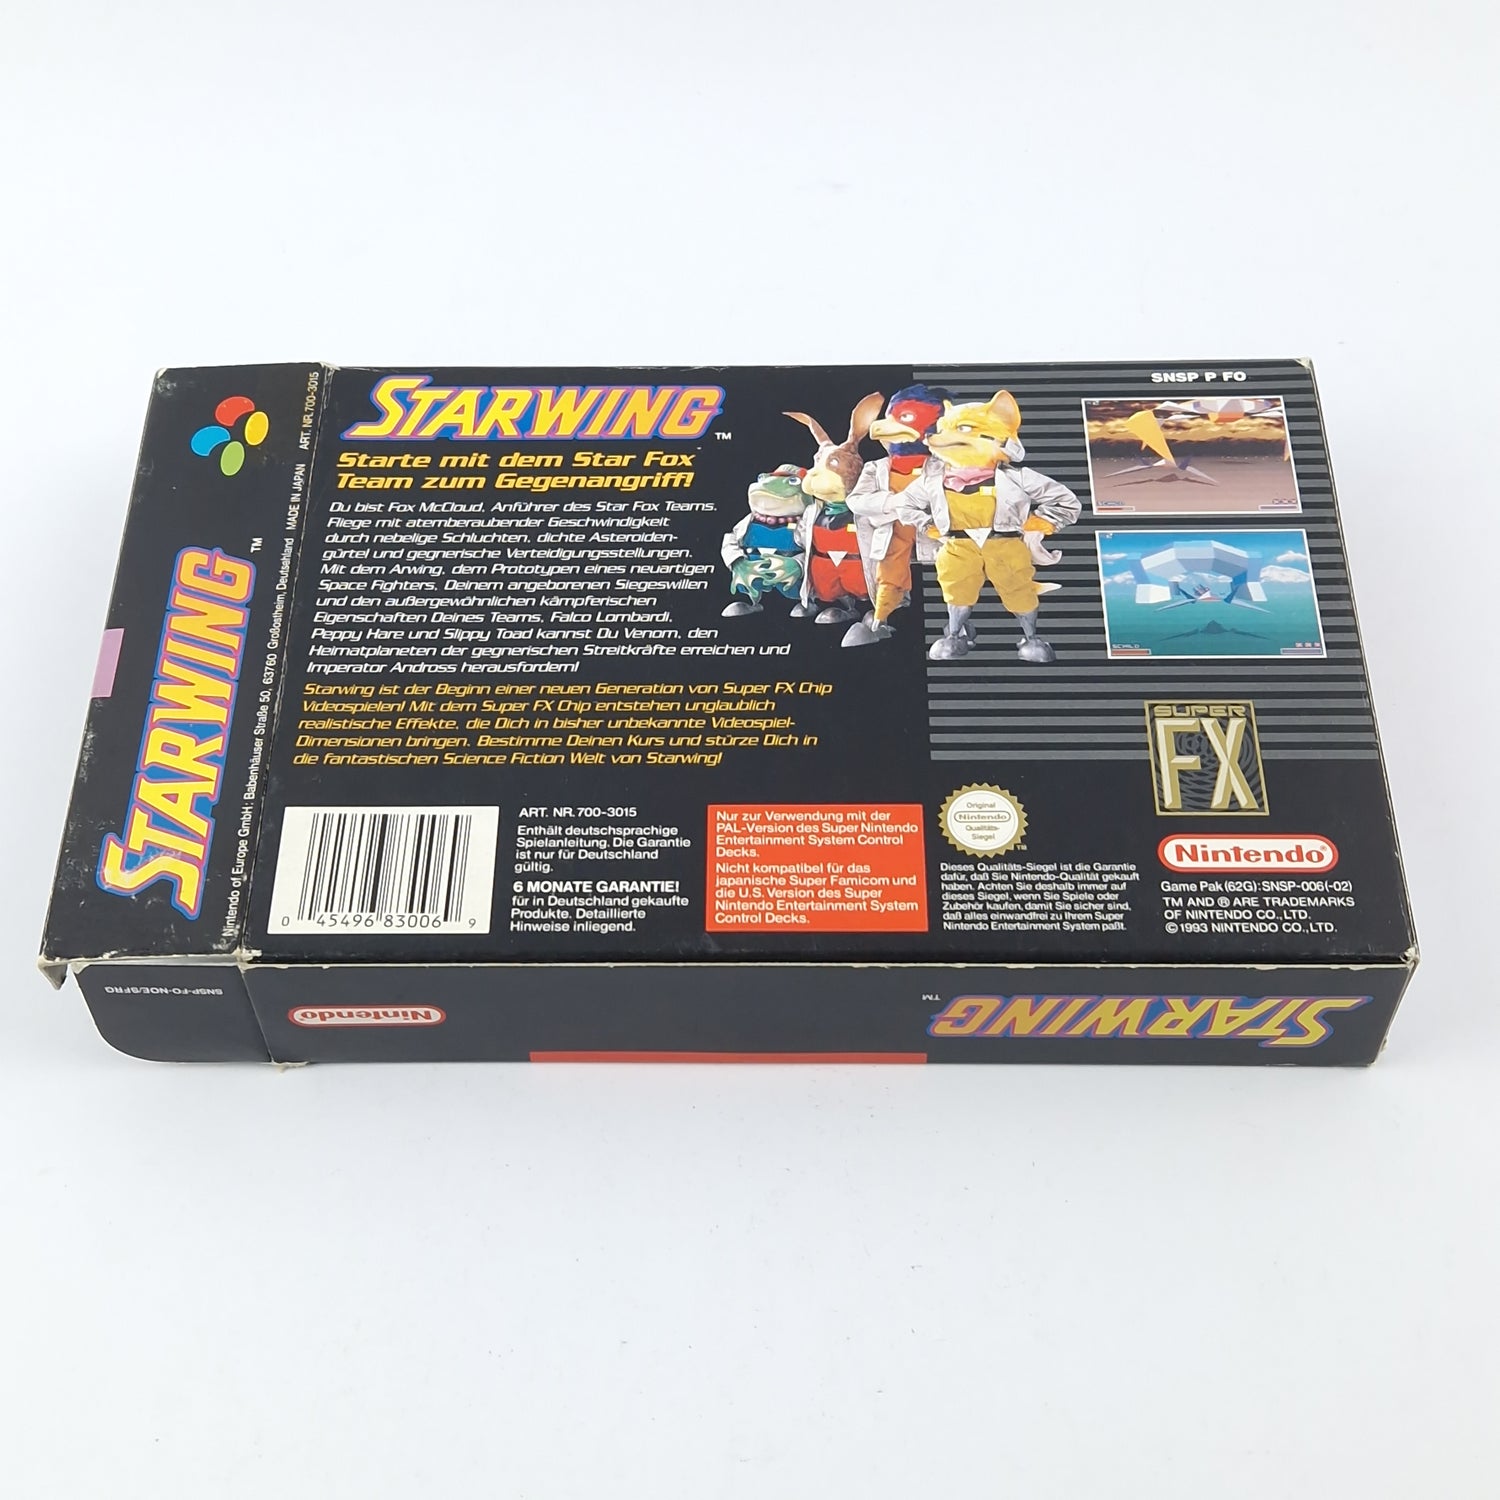 STARWING™
Starte mit dem Star Fox™
Team zum Gegenangriff!
Du bist Fox McCloud, Anführer des Star Fox Teams.
Fliege mit atemberaubender Geschwindigkeit
durch nebelige Schluchten, dichte Asteroiden-
gürtel und gegnerische Verteidigungsstellungen.
Mit dem Arwing, dem Prototypen eines neuartigen
Space Fighters, Deinem angeborenen Siegeswillen
und den außergewöhnlichen kämpferischen
Eigenschaften Deines Teams, Falco Lombardi,
Peppy Hare und Slippy Toad kannst Du Venom, den
Heimatplaneten der gegnerischen Streitkräfte erreichen und
Imperator Andross herausfordern!
Starwing ist der Beginn einer neuen Generation von Super FX Chip
Videospielen! Mit dem Super FX Chip entstehen unglaublich
realistische Effekte, die Dich in bisher unbekannte Videospiel-
Dimensionen bringen. Bestimme Deinen Kurs und stürze Dich in
die fantastischen Science Fiction Welt von Starwing!
SNSP P FO
SCHILD
SUPER
FX
0 45496 83006 9
ART. NR. 700-3015
Enthält deutschsprachige
Spielanleitung. Die Garantie
ist nur für Deutschland
gültig.
6 MONATE GARANTIE!
für in Deutschland gekaufte
Produkte. Detaillierte
Hinweise inliegend.
Nur zur Verwendung mit der
PAL-Version des Super Nintendo
Entertainment System Control
Decks.
Nicht kompatibel für das
japanische Super Famicom und
die U.S. Version des Super
Nintendo Entertainment System
Control Decks.
Original
Nintendo
Qualitäts-
Siegel
TM
Dieses Qualitäts-Siegel ist die Garantie
dafür, daß Sie Nintendo-Qualität gekauft
haben. Achten Sie deshalb immer auf
dieses Siegel, wenn Sie Spiele oder
Zubehör kaufen, damit Sie sicher sind,
daß alles einwandfrei zu Ihrem Super
Nintendo Entertainment System paßt.
Nintendo®
Game Pak (62G): SNSP-006(-02)
TM AND ® ARE TRADEMARKS
OF NINTENDO CO., LTD.
© 1993 NINTENDO CO., LTD.
STARWING™
Nintendo of Europe GmbH; Babenhäuser Straße 50, 63760 Großostheim, Deutschland MADE IN JAPAN ART. NR. 700-3015
SNSP-FO-NOE/SFRG
Nintendo®
STARWING™